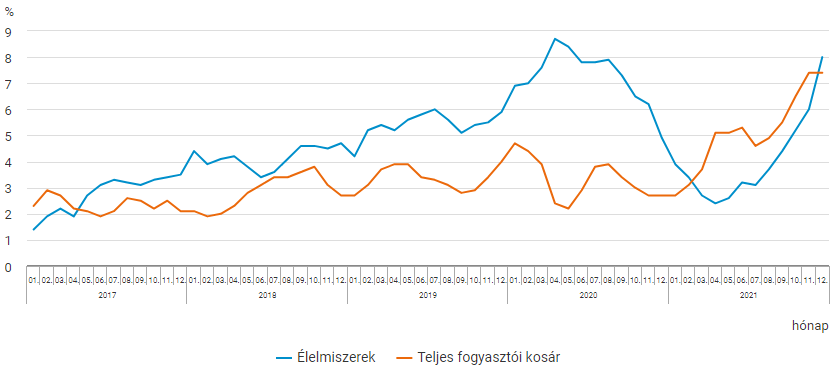 %
9
8
7
6
5
4
3
2
1
0
01. 02. 03. 04. 05. 06. 07. 08. 09. 10. 11. 12. 01. 02. 03. 04. 05. 06. 07. 08. 09. 10. 11. 12. 01. 02. 03. 04. 05. 06. 07. 08. 09. 10. 11. 12. 01. 02. 03. 04. 05. 06. 07. 08. 09. 10. 11. 12. 01. 02. 03. 04. 05. 06. 07. 08. 09. 10. 11. 12.
2017 2018 2019 2020 2021
hónap
Élelmiszerek Teljes fogyasztói kosár